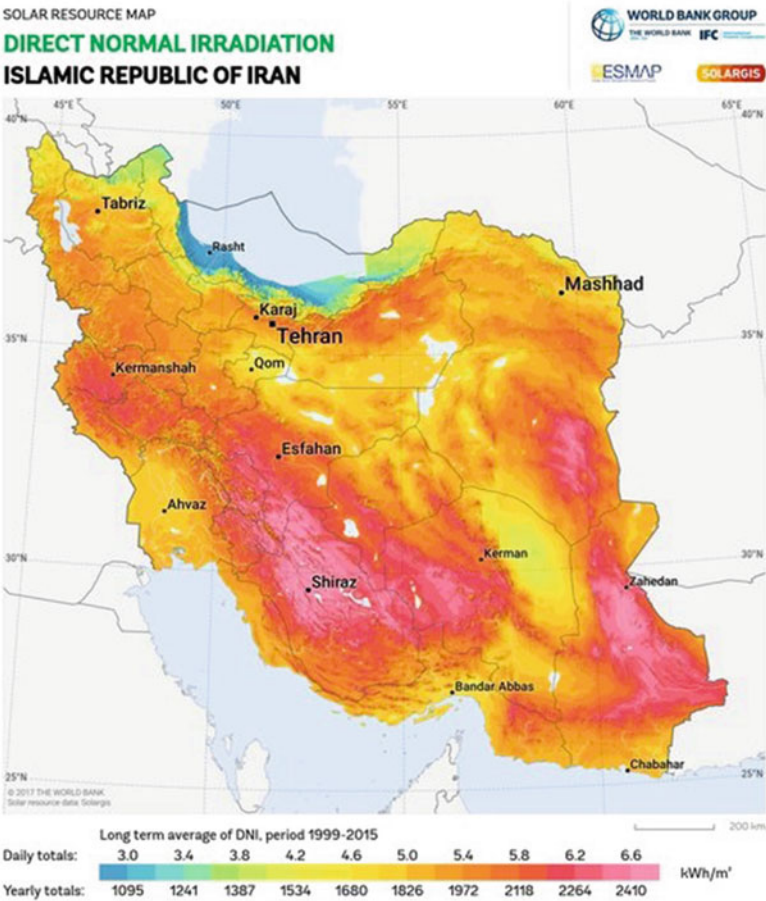 SOLAR RESOURCE MAP
DIRECT NORMAL IRRADIATION
ISLAMIC REPUBLIC OF IRAN
WORLD BANK GROUP
THE WORLD BANK IFC
ESMAP SOLARGIS
45°E 50°E 55°E 60°E 65°E
40°N 40°N
Tabriz
Rasht
Mashhad
Karaj
Tehran
35°N 35°N
Kermanshah
Qom
Esfahan
Ahvaz
30°N 30°N
Kerman
Shiraz
Zahedan
Bandar Abbas
Chabahar
25°N 25°N
© 2017 THE WORLD BANK
Solar resource data: Solargis
200 km
Long term average of DNI, period 1999-2015
Daily totals: 3.0 3.4 3.8 4.2 4.6 5.0 5.4 5.8 6.2 6.6
kWh/m²
Yearly totals: 1095 1241 1387 1534 1680 1826 1972 2118 2264 2410